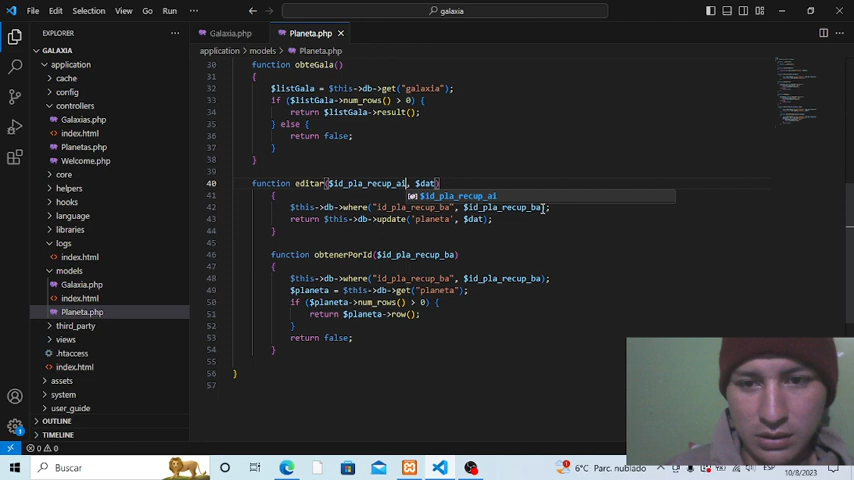 File Edit Selection View Go Run ··· galaxia
EXPLORER ··· Galaxia.php Planeta.php
application > models > Planeta.php
GALAXIA
application
cache
config
controllers
Galaxias.php
index.html
Planetas.php
Welcome.php
core
helpers
hooks
language
libraries
logs
index.html
models
Galaxia.php
index.html
Planeta.php
third_party
views
.htaccess
index.html
assets
system
user_guide
OUTLINE
TIMELINE
30 function obteGala()
31 {
32 $listGala=$this->db->get("galaxia");
33 if ($listGala->num_rows() > 0) {
34 return $listGala->result();
35 } else {
36 return false;
37 }
38 }
39
40 function editar($id_pla_recup_ai, $dat)
$id_pla_recup_ai
41 {
42 $this->db->where("id_pla_recup_ba", $id_pla_recup_ba);
43 return $this->db->update('planeta', $dat);
44 }
45
46 function obtenerPorId($id_pla_recup_ba)
47 {
48 $this->db->where("id_pla_recup_ba", $id_pla_recup_ba);
49 $planeta = $this->db->get("planeta");
50 if ($planeta->num_rows() > 0) {
51 return $planeta->row();
52 }
53 return false;
54 }
55
56 }
57
0 0
Buscar
6°C Parc. nublado
ESP
10/8/2023